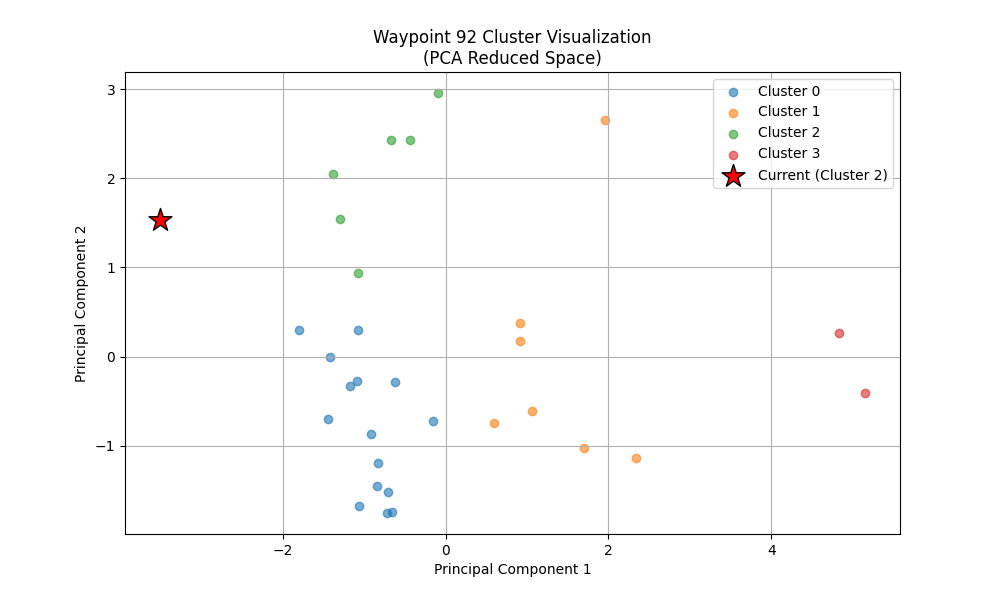 Waypoint 92 Cluster Visualization
(PCA Reduced Space)
Cluster 0
Cluster 1
Cluster 2
Cluster 3
Current (Cluster 2)
Principal Component 2
3
2
1
0
−1
−2
0
2
4
Principal Component 1